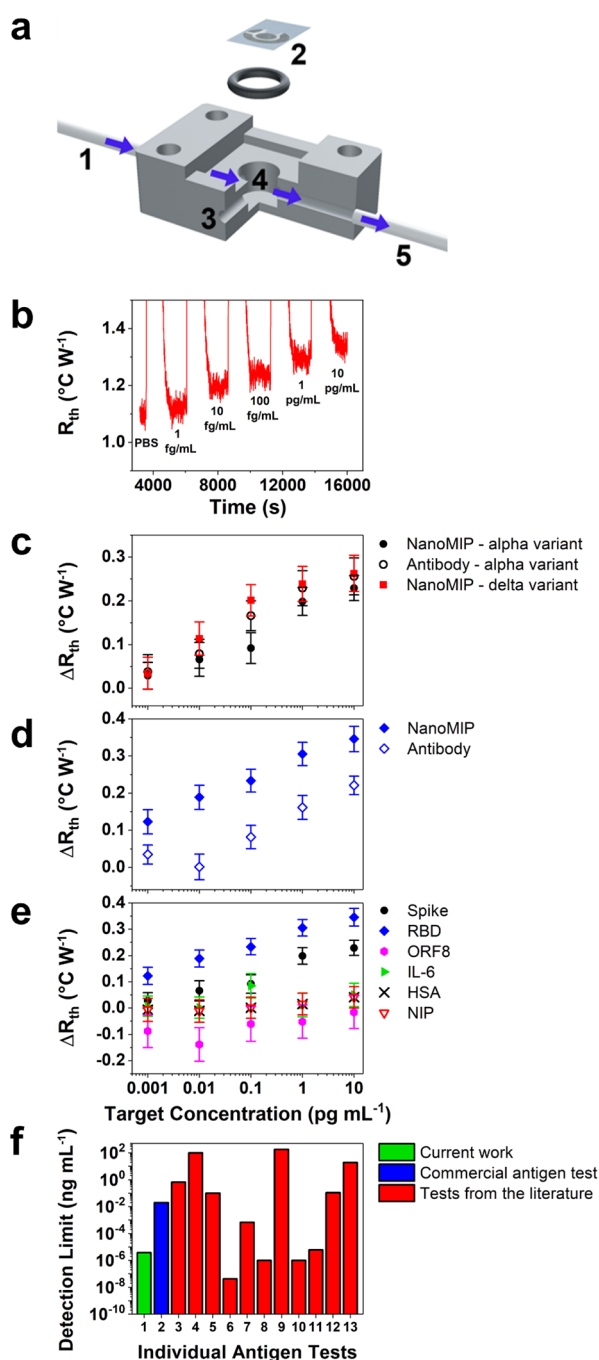 a
2
1
4
3
5
b
Rth (°C W-1)
1.4
1.2
1.0
PBS
1
fg/mL
10
fg/mL
100
fg/mL
1
pg/mL
10
pg/mL
4000 8000 12000 16000
Time (s)
c
ΔRth (°C W-1)
0.3
0.2
0.1
0.0
NanoMIP - alpha variant
Antibody - alpha variant
NanoMIP - delta variant
d
ΔRth (°C W-1)
0.4
0.3
0.2
0.1
0.0
NanoMIP
Antibody
e
ΔRth (°C W-1)
0.4
0.3
0.2
0.1
0.0
-0.1
-0.2
Spike
RBD
ORF8
IL-6
HSA
NIP
0.001 0.01 0.1 1 10
Target Concentration (pg mL-1)
f
Detection Limit (ng mL-1)
10²
10⁰
10-2
10-4
10-6
10-8
10-10
Current work
Commercial antigen test
Tests from the literature
1 2 3 4 5 6 7 8 9 10 11 12 13
Individual Antigen Tests